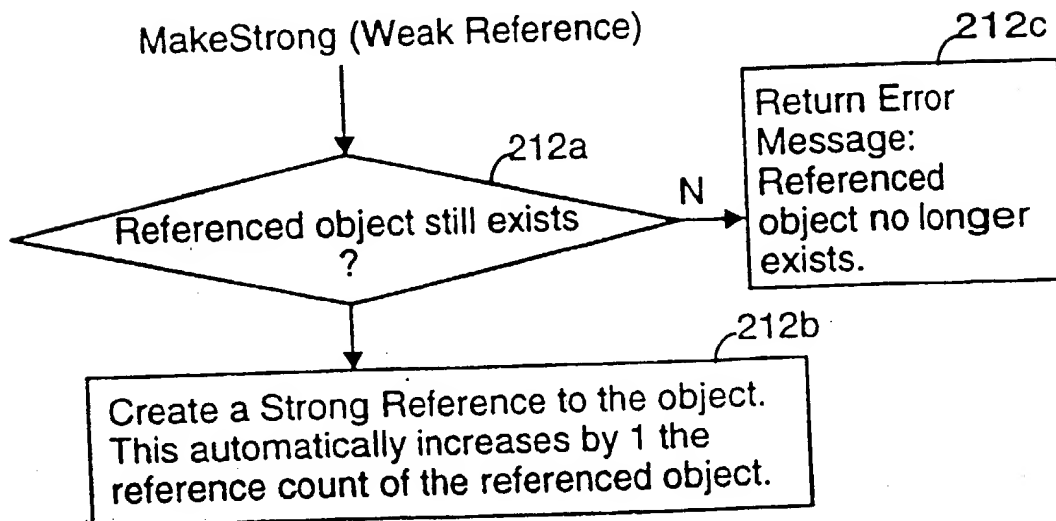 MakeStrong (Weak Reference)
212a
Referenced object still exists
?
N
212c
Return Error
Message:
Referenced
object no longer
exists.
212b
Create a Strong Reference to the object.
This automatically increases by 1 the
reference count of the referenced object.